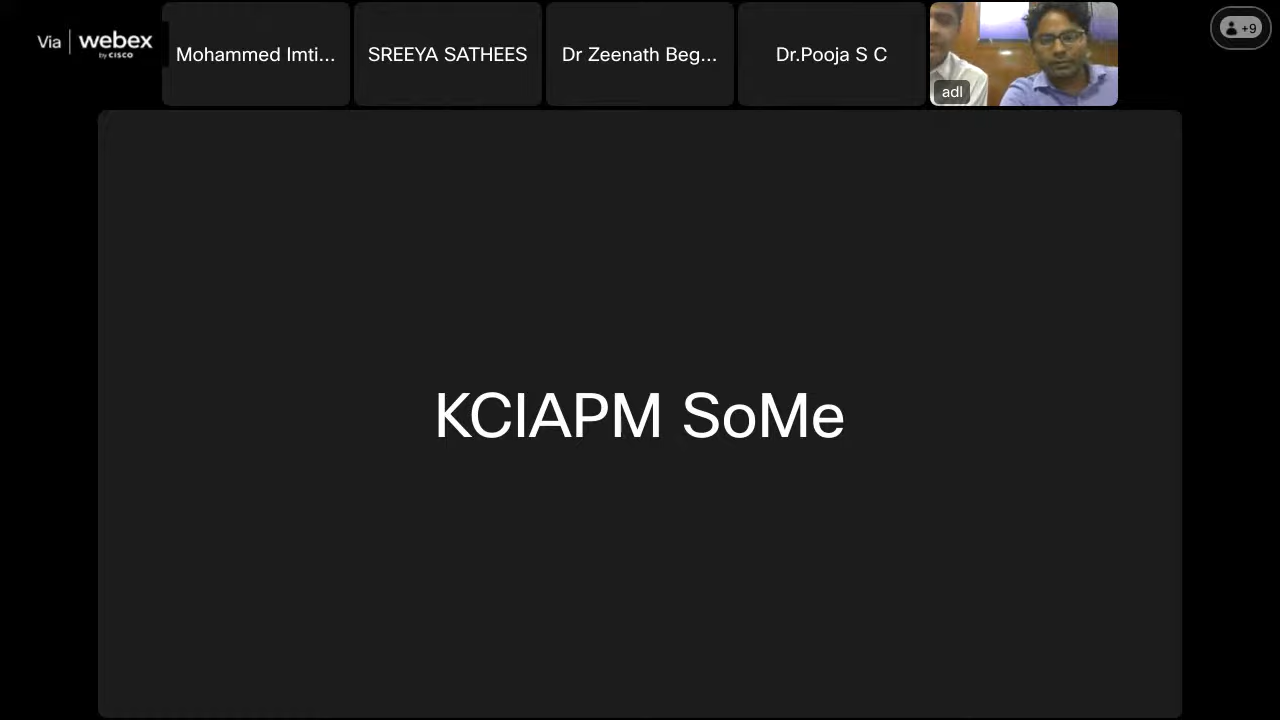 Via | webex
by CISCO
Mohammed Imti...
SREEYA SATHEES
Dr Zeenath Beg...
Dr.Pooja S C
adl
+9
KCIAPM SoMe